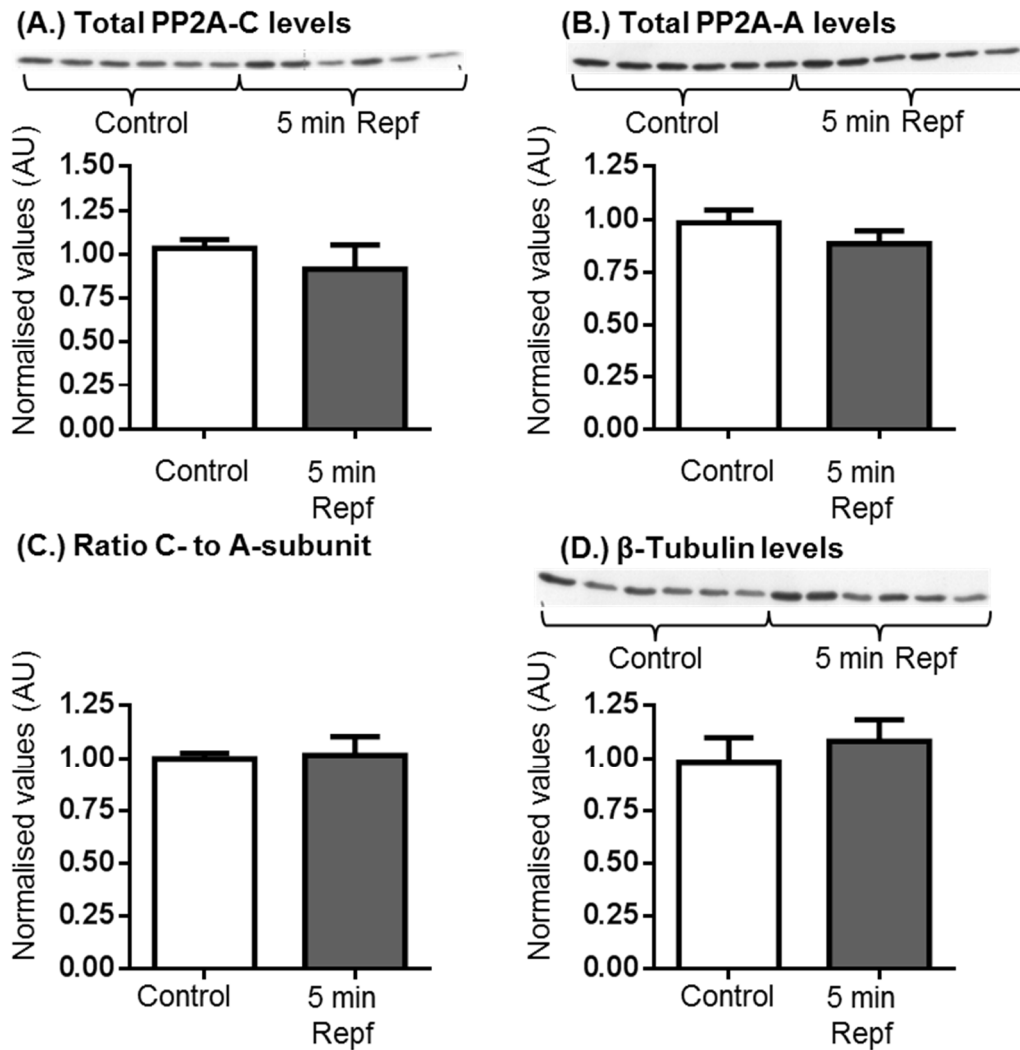 (A.) Total PP2A-C levels
Control
5 min Repf
Normalised values (AU)
1.50
1.25
1.00
0.75
0.50
0.25
0.00
Control
5 min
Repf
(B.) Total PP2A-A levels
Control
5 min Repf
Normalised values (AU)
1.25
1.00
0.75
0.50
0.25
0.00
Control
5 min
Repf
(C.) Ratio C- to A-subunit
Normalised values (AU)
1.25
1.00
0.75
0.50
0.25
0.00
Control
5 min
Repf
(D.) β-Tubulin levels
Control
5 min Repf
Normalised values (AU)
1.25
1.00
0.75
0.50
0.25
0.00
Control
5 min
Repf